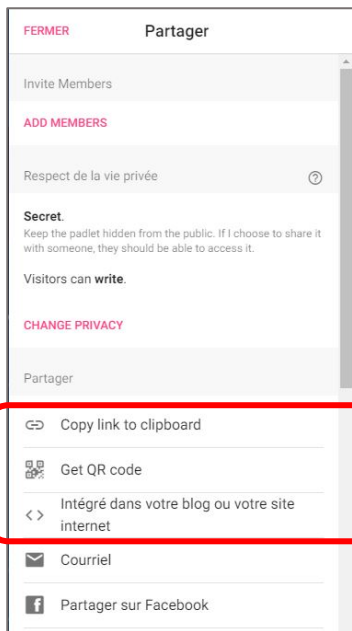 FERMER Partager
Invite Members
ADD MEMBERS
Respect de la vie privée
Secret.
Keep the padlet hidden from the public. If I choose to share it
with someone, they should be able to access it.
Visitors can write.
CHANGE PRIVACY
Partager
Copy link to clipboard
Get QR code
Intégré dans votre blog ou votre site
internet
Courriel
Partager sur Facebook